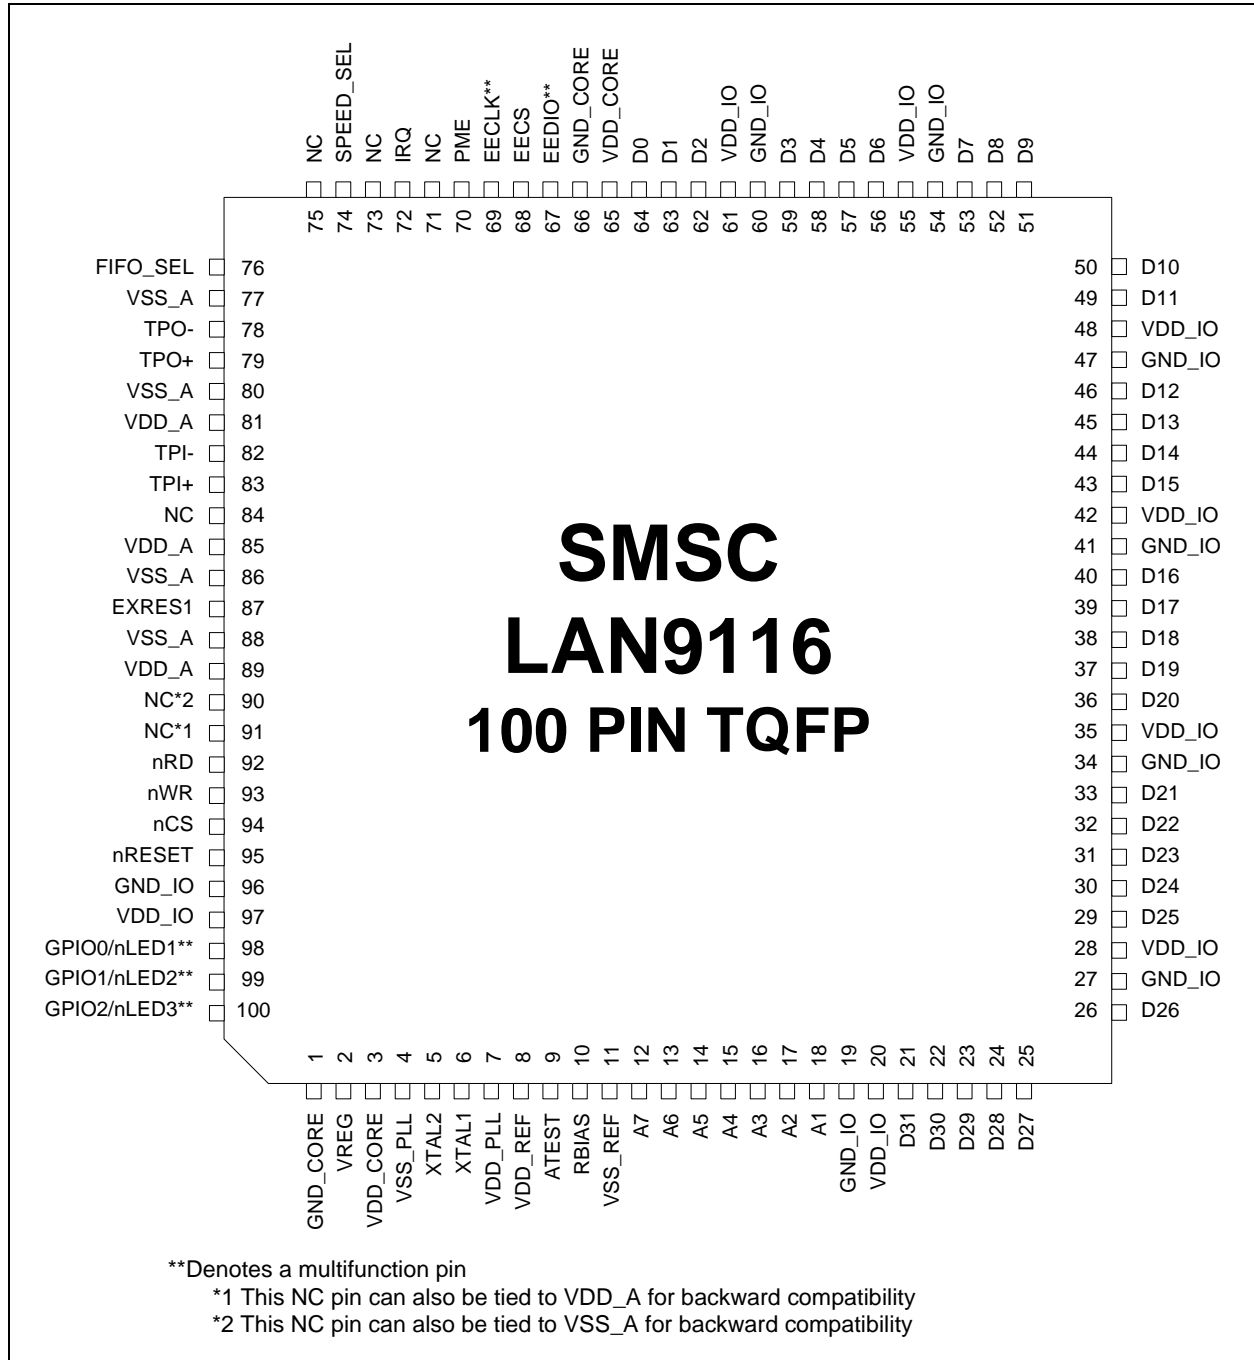 NC SPEED_SEL NC IRQ NC PME EECLK** EECS EEDIO** GND_CORE VDD_CORE D0 D1 D2 VDD_IO GND_IO D3 D4 D5 D6 VDD_IO GND_IO D7 D8 D9
75 74 73 72 71 70 69 68 67 66 65 64 63 62 61 60 59 58 57 56 55 54 53 52 51
FIFO_SEL 76 50 D10
VSS_A 77 49 D11
TPO- 78 48 VDD_IO
TPO+ 79 47 GND_IO
VSS_A 80 46 D12
VDD_A 81 45 D13
TPI- 82 44 D14
TPI+ 83 43 D15
NC 84 42 VDD_IO
VDD_A 85 41 GND_IO
VSS_A 86 40 D16
EXRES1 87 39 D17
VSS_A 88 38 D18
VDD_A 89 37 D19
NC*2 90 36 D20
NC*1 91 35 VDD_IO
nRD 92 34 GND_IO
nWR 93 33 D21
nCS 94 32 D22
nRESET 95 31 D23
GND_IO 96 30 D24
VDD_IO 97 29 D25
GPIO0/nLED1** 98 28 VDD_IO
GPIO1/nLED2** 99 27 GND_IO
GPIO2/nLED3** 100 26 D26
SMSC
LAN9116
100 PIN TQFP
1 2 3 4 5 6 7 8 9 10 11 12 13 14 15 16 17 18 19 20 21 22 23 24 25
GND_CORE VREG VDD_CORE VSS_PLL XTAL2 XTAL1 VDD_PLL VDD_REF ATEST RBIAS VSS_REF A7 A6 A5 A4 A3 A2 A1 GND_IO VDD_IO D31 D30 D29 D28 D27
**Denotes a multifunction pin
*1 This NC pin can also be tied to VDD_A for backward compatibility
*2 This NC pin can also be tied to VSS_A for backward compatibility